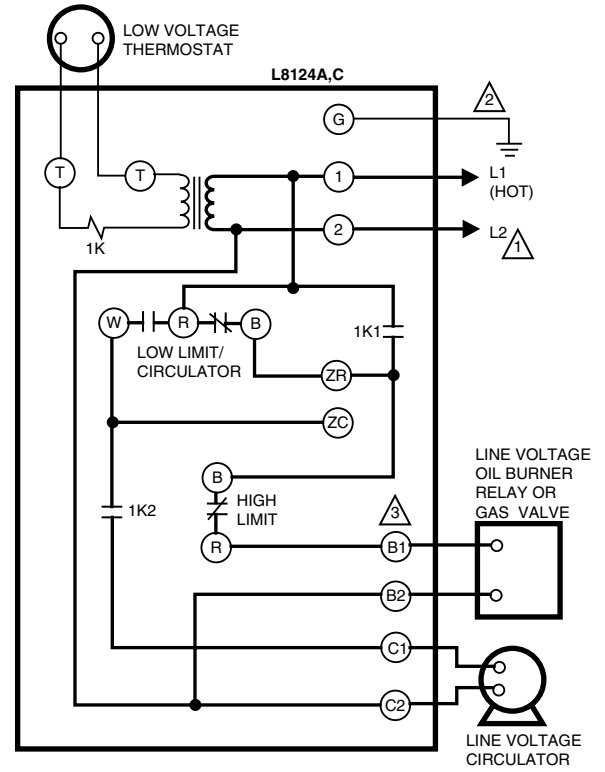 LOW VOLTAGE
THERMOSTAT
L8124A,C
G
2
T
T
1
L1
(HOT)
1K
2
L2
1
W
R
B
1K1
LOW LIMIT/
CIRCULATOR
ZR
ZC
LINE VOLTAGE
OIL BURNER
RELAY OR
GAS VALVE
B
HIGH
LIMIT
1K2
3
R
B1
B2
C1
C2
LINE VOLTAGE
CIRCULATOR